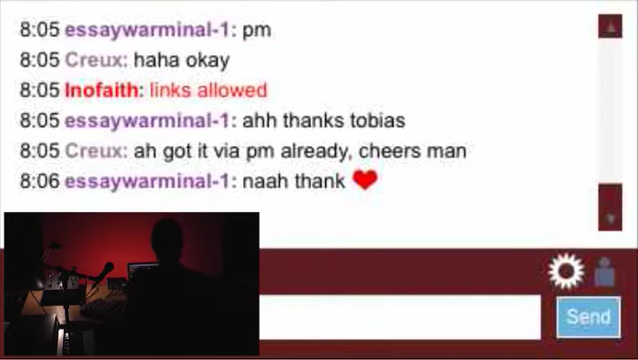 8:05 essaywarminal-1: pm
8:05 Creux: haha okay
8:05 Inofaith: links allowed
8:05 essaywarminal-1: ahh thanks tobias
8:05 Creux: ah got it via pm already, cheers man
8:06 essaywarminal-1: naah thank ❤
Send